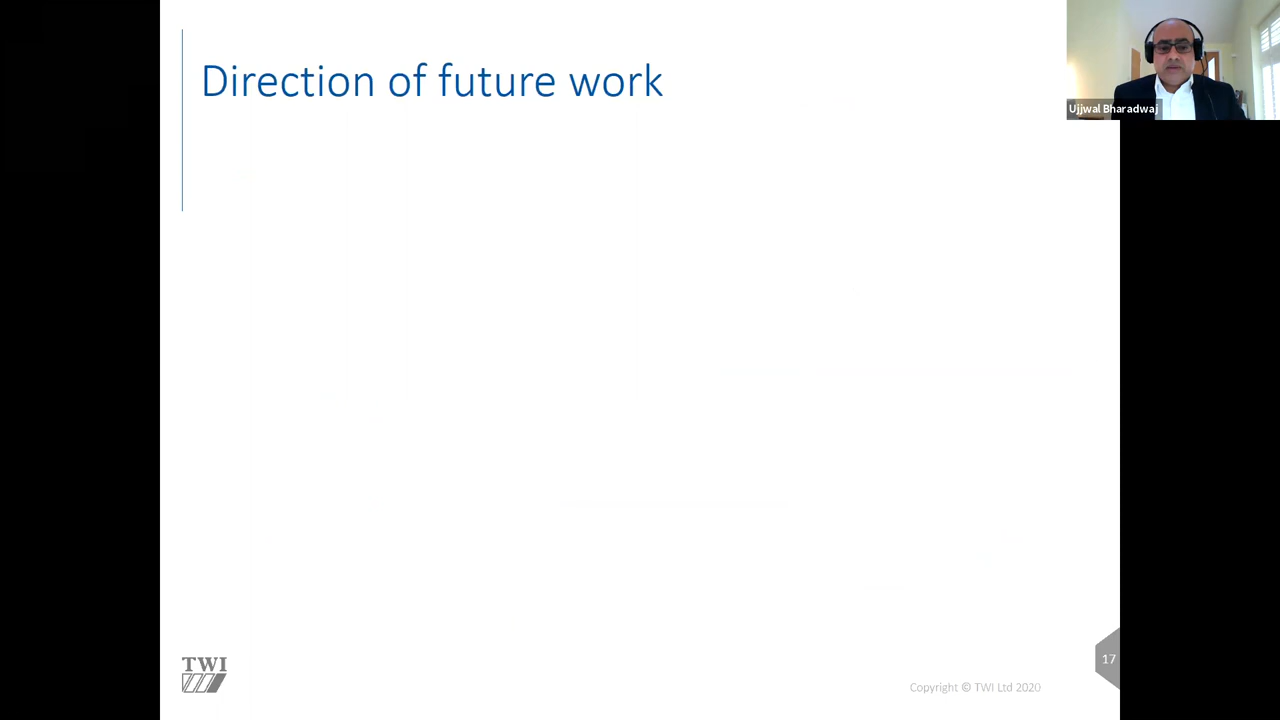 Direction of future work
Ujjwal Bharadwaj
TWI
Copyright © TWI Ltd 2020
17